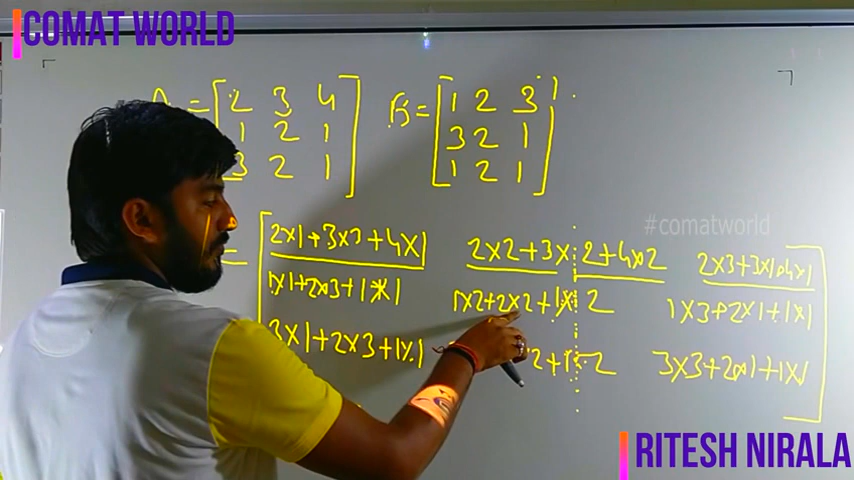 COMAT WORLD
= [2 3 4 B = [1 2 3
1 2 1 3 2 1
3 2 1] 1 2 1]
#comatworld
= [2x1+3x3+4x1 2x2+3x2+4x2 2x3+3x1+4x1
1x1+2x3+1x1 1x2+2x2+1x2 1x3+2x1+1x1
3x1+2x3+1x1 2+1x2 3x3+2x1+1x1]
RITESH NIRALA